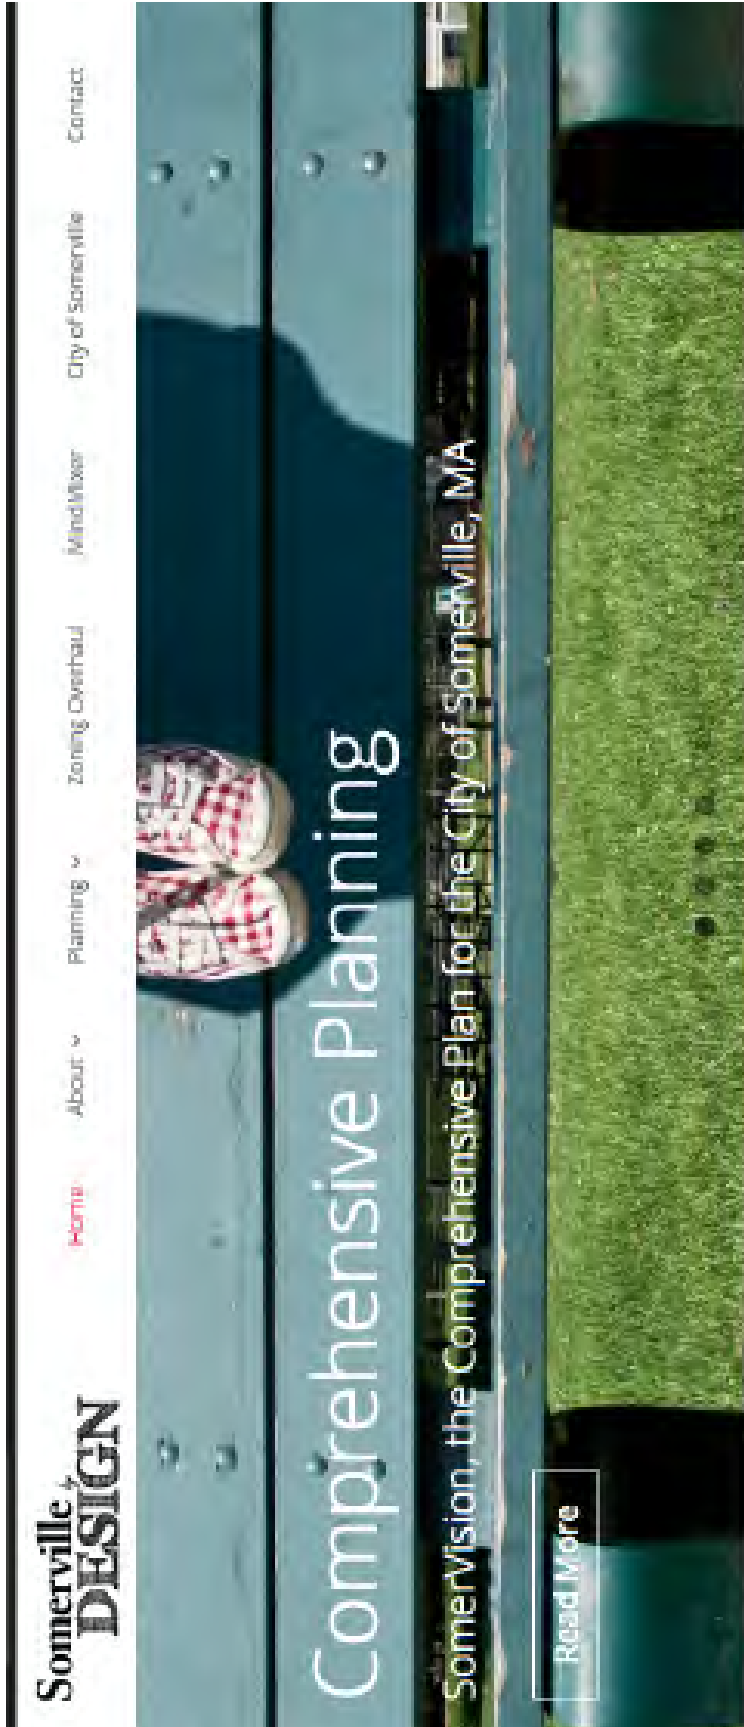 Somerville
DESIGN
Home About Planning Zoning Overhaul MindMixer City of Somerville Contact
Comprehensive Planning
SomerVision, the Comprehensive Plan for the City of Somerville, MA
Read More